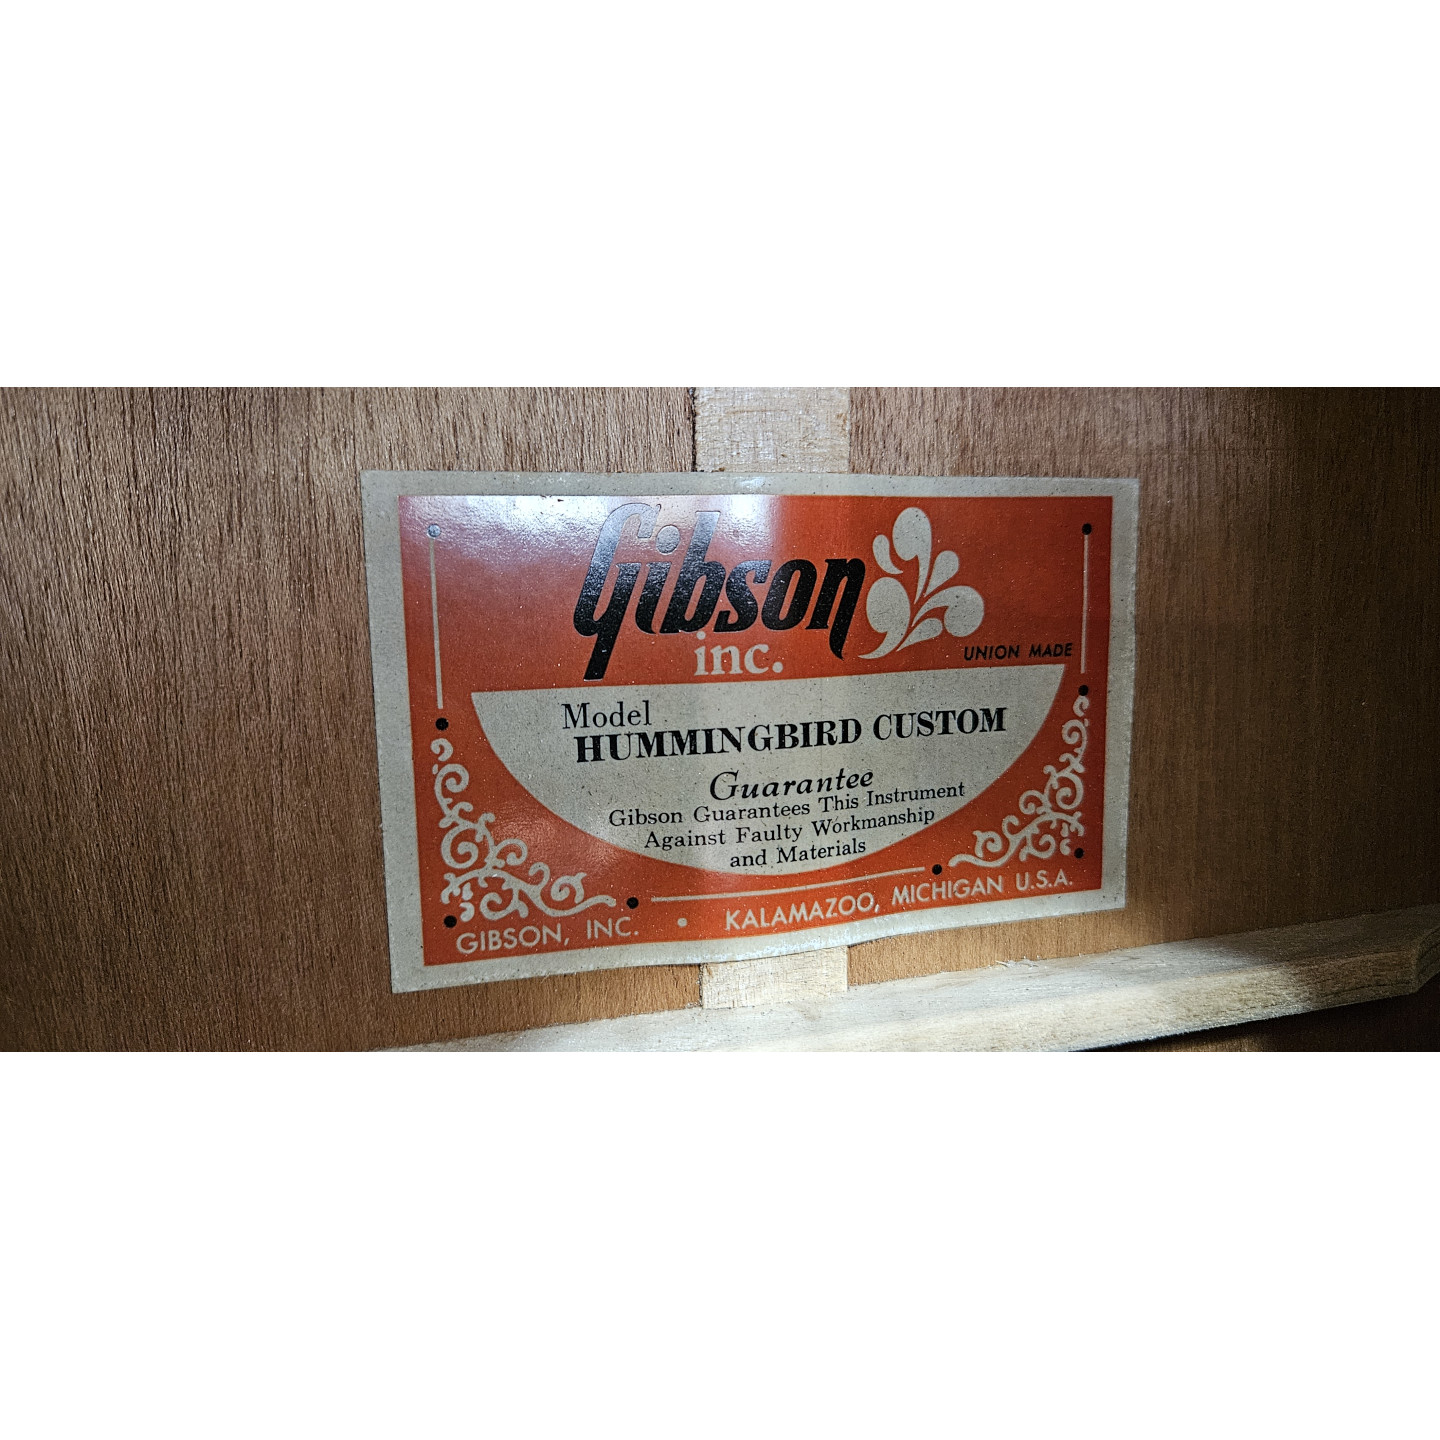 Gibson
inc.
UNION MADE
Model
HUMMINGBIRD CUSTOM
Guarantee
Gibson Guarantees This Instrument
Against Faulty Workmanship
and Materials
GIBSON, INC. • KALAMAZOO, MICHIGAN U.S.A.